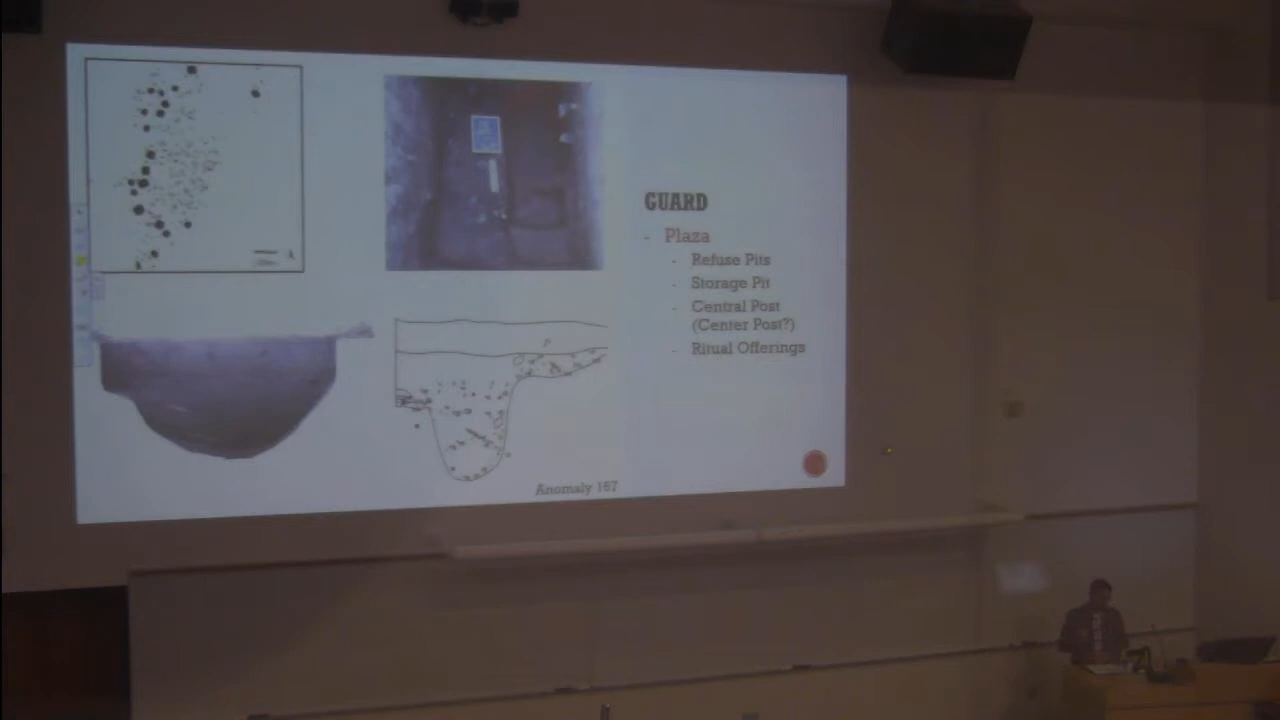 GUARD
- Plaza
- Refuse Pits
- Storage Pit
- Central Post
(Center Post?)
- Ritual Offerings
Anomaly 167